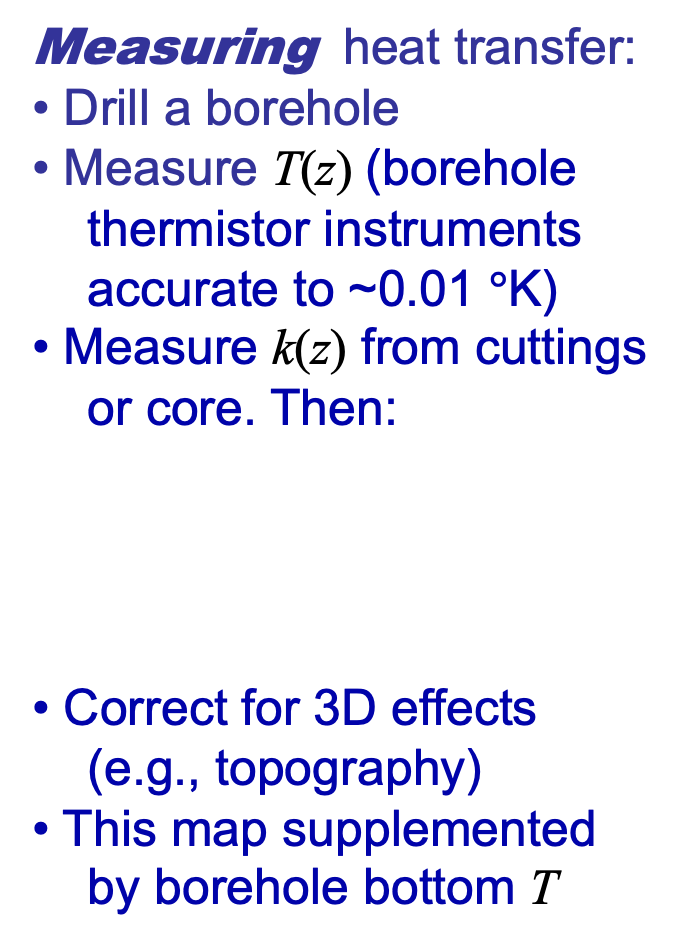 Measuring heat transfer:
• Drill a borehole
• Measure T(z) (borehole
thermistor instruments
accurate to ~0.01 °K)
• Measure k(z) from cuttings
or core. Then:
• Correct for 3D effects
(e.g., topography)
• This map supplemented
by borehole bottom T